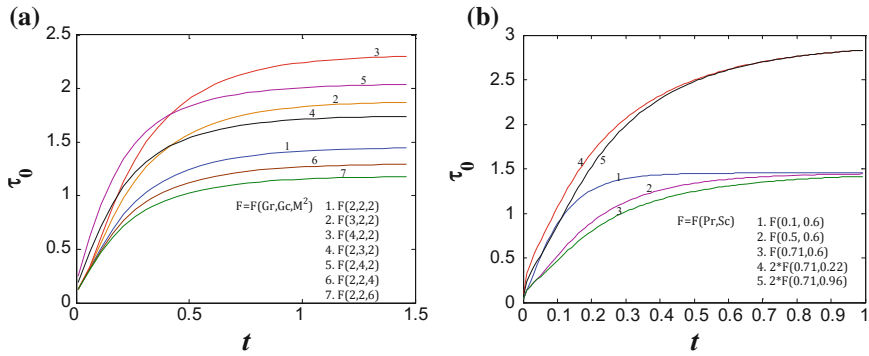 (a)
2.5
2
1.5
1
0.5
0
0
0.5
1
1.5
τ₀
t
3
5
2
4
1
6
7
F=F(Gr,Gc,M²)
1. F(2,2,2)
2. F(3,2,2)
3. F(4,2,2)
4. F(2,3,2)
5. F(2,4,2)
6. F(2,2,4)
7. F(2,2,6)
(b)
3
2.5
2
1.5
1
0.5
0
0
0.1
0.2
0.3
0.4
0.5
0.6
0.7
0.8
0.9
1
τ₀
t
4
5
1
2
3
F=F(Pr,Sc)
1. F(0.1, 0.6)
2. F(0.5, 0.6)
3. F(0.71,0.6)
4. 2*F(0.71,0.22)
5. 2*F(0.71,0.96)